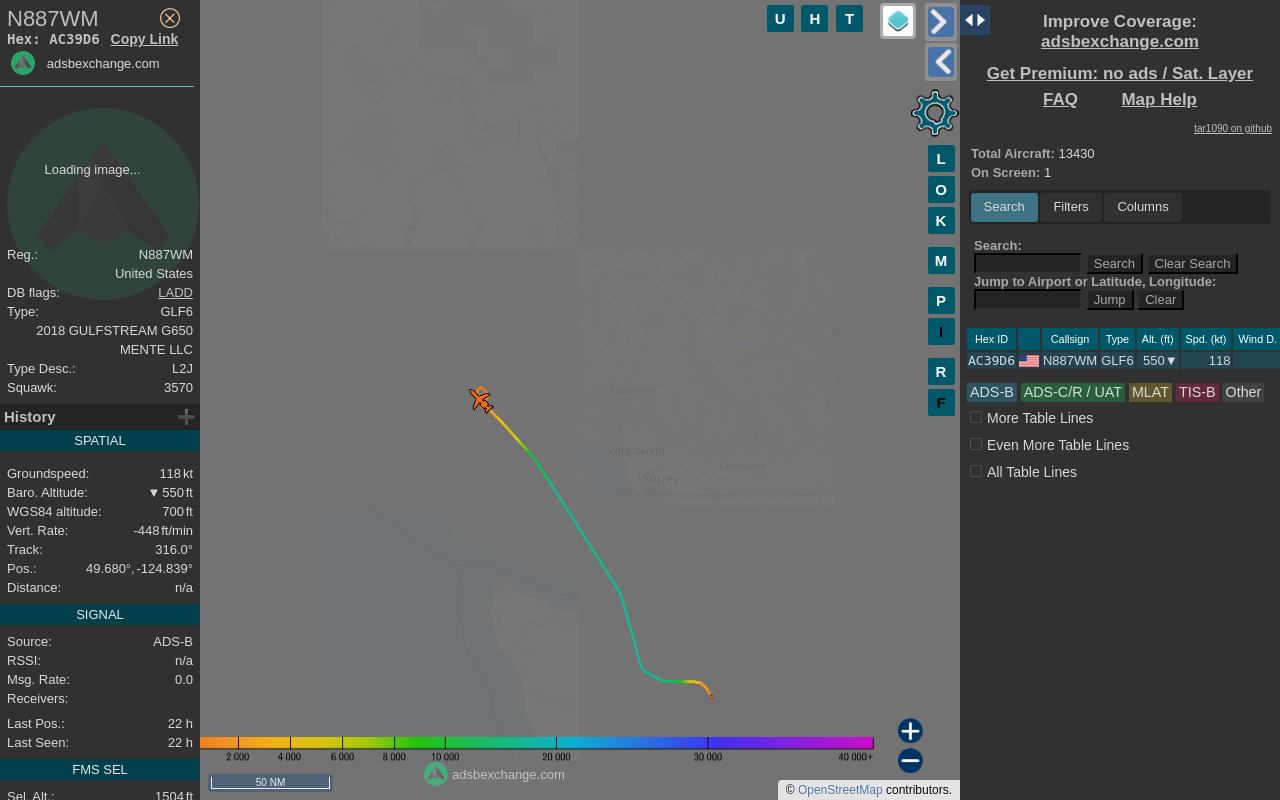 N887WM
Hex: AC39D6 Copy Link
adsbexchange.com
Loading image...
Reg.: N887WM
United States
DB flags: LADD
Type: GLF6
2018 GULFSTREAM G650
MENTE LLC
Type Desc.: L2J
Squawk: 3570
History
SPATIAL
Groundspeed: 118 kt
Baro. Altitude: ▼ 550 ft
WGS84 altitude: 700 ft
Vert. Rate: -448 ft/min
Track: 316.0°
Pos.: 49.680°, -124.839°
Distance: n/a
SIGNAL
Source: ADS-B
RSSI: n/a
Msg. Rate: 0.0
Receivers:
Last Pos.: 22 h
Last Seen: 22 h
FMS SEL
Sel. Alt.: 1504 ft
U H T
L
O
K
M
P
I
R
F
Squamish
Vancouver
Surrey
Chilliwack
Abbotsford
2 000 4 000 6 000 8 000 10 000 20 000 30 000 40 000+
adsbexchange.com
50 NM
© OpenStreetMap contributors.
Improve Coverage:
adsbexchange.com
Get Premium: no ads / Sat. Layer
FAQ Map Help
tar1090 on github
Total Aircraft: 13430
On Screen: 1
Search Filters Columns
Search:
Search Clear Search
Jump to Airport or Latitude, Longitude:
Jump Clear
Hex ID Callsign Type Alt. (ft) Spd. (kt) Wind D.
AC39D6 N887WM GLF6 550▼ 118
ADS-B ADS-C/R / UAT MLAT TIS-B Other
More Table Lines
Even More Table Lines
All Table Lines